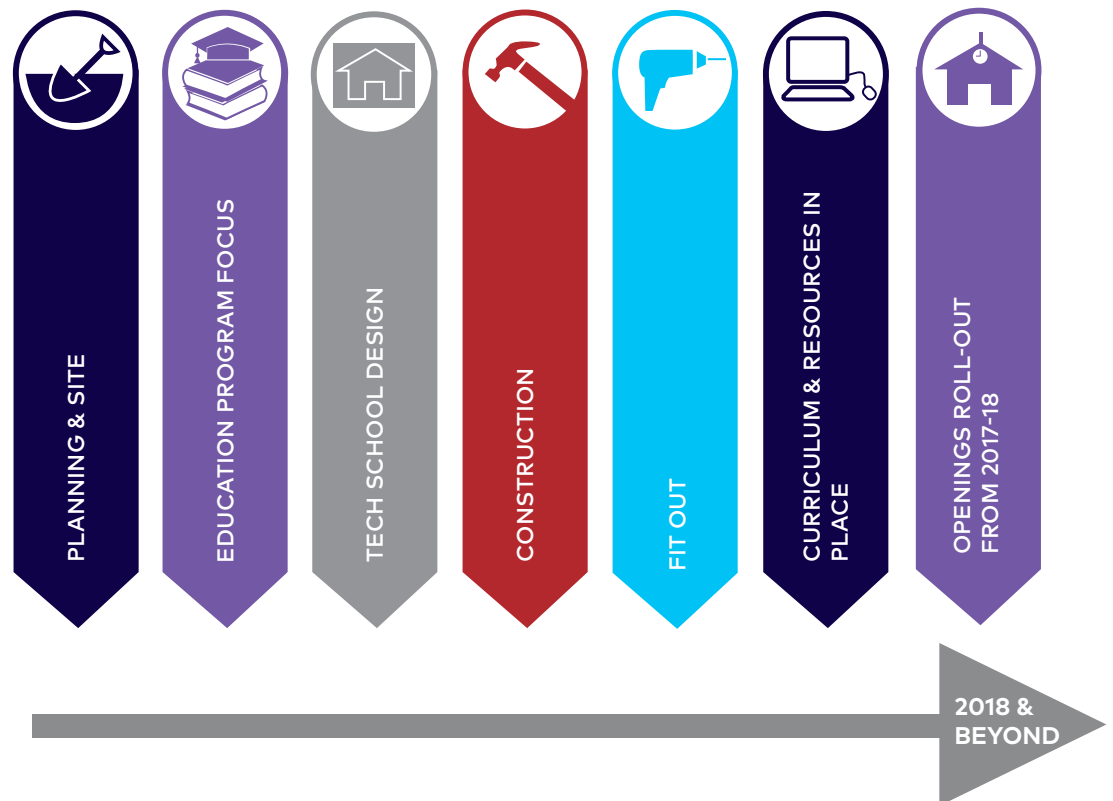 PLANNING & SITE
EDUCATION PROGRAM FOCUS
TECH SCHOOL DESIGN
CONSTRUCTION
FIT OUT
CURRICULUM & RESOURCES IN
PLACE
OPENINGS ROLL-OUT
FROM 2017-18
2018 &
BEYOND